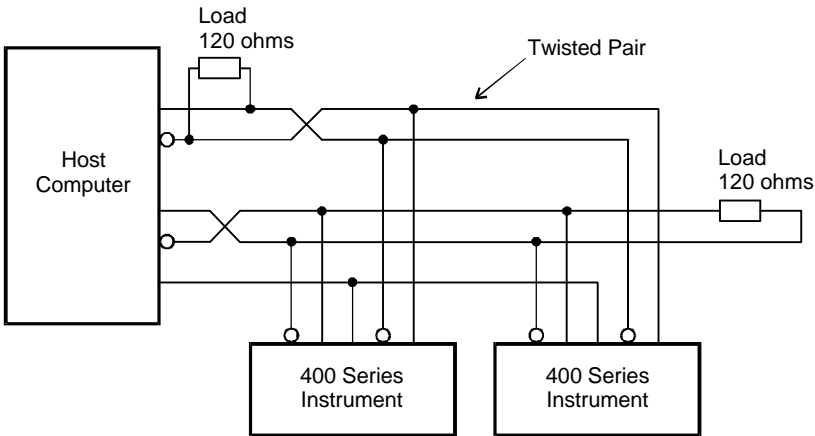 Load
120 ohms
Twisted Pair
Host
Computer
Load
120 ohms
400 Series
Instrument
400 Series
Instrument